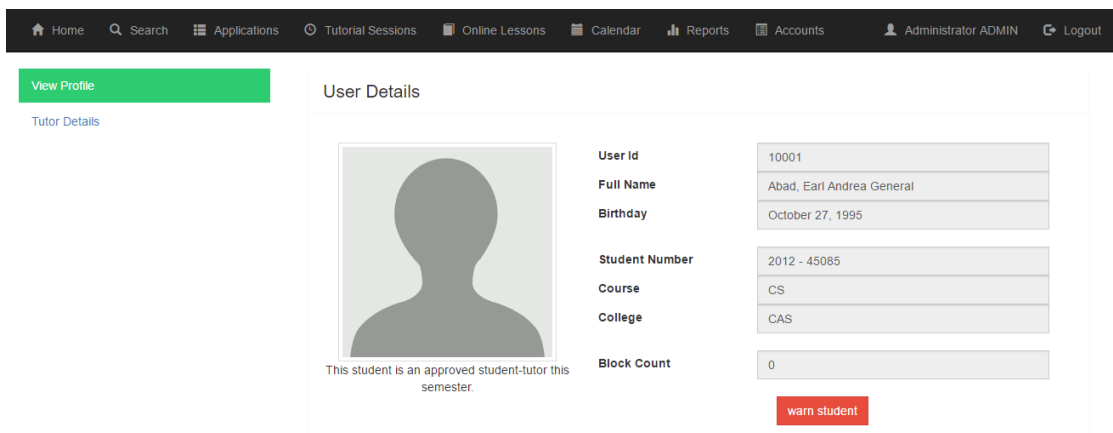 Home Search Applications Tutorial Sessions Online Lessons Calendar Reports Accounts Administrator ADMIN Logout
View Profile
Tutor Details
User Details
User Id 10001
Full Name Abad, Earl Andrea General
Birthday October 27, 1995
Student Number 2012 - 45085
Course CS
College CAS
Block Count 0
This student is an approved student-tutor this
semester.
warn student